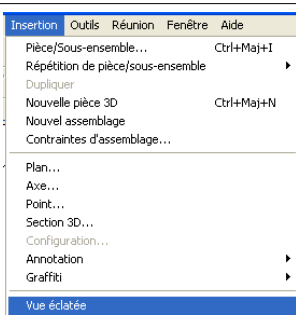 Insertion Outils Réunion Fenêtre Aide
Pièce/Sous-ensemble... Ctrl+Maj+I
Répétition de pièce/sous-ensemble
Dupliquer
Nouvelle pièce 3D Ctrl+Maj+N
Nouvel assemblage
Contraintes d'assemblage...
Plan...
Axe...
Point...
Section 3D...
Configuration...
Annotation
Graffiti
Vue éclatée